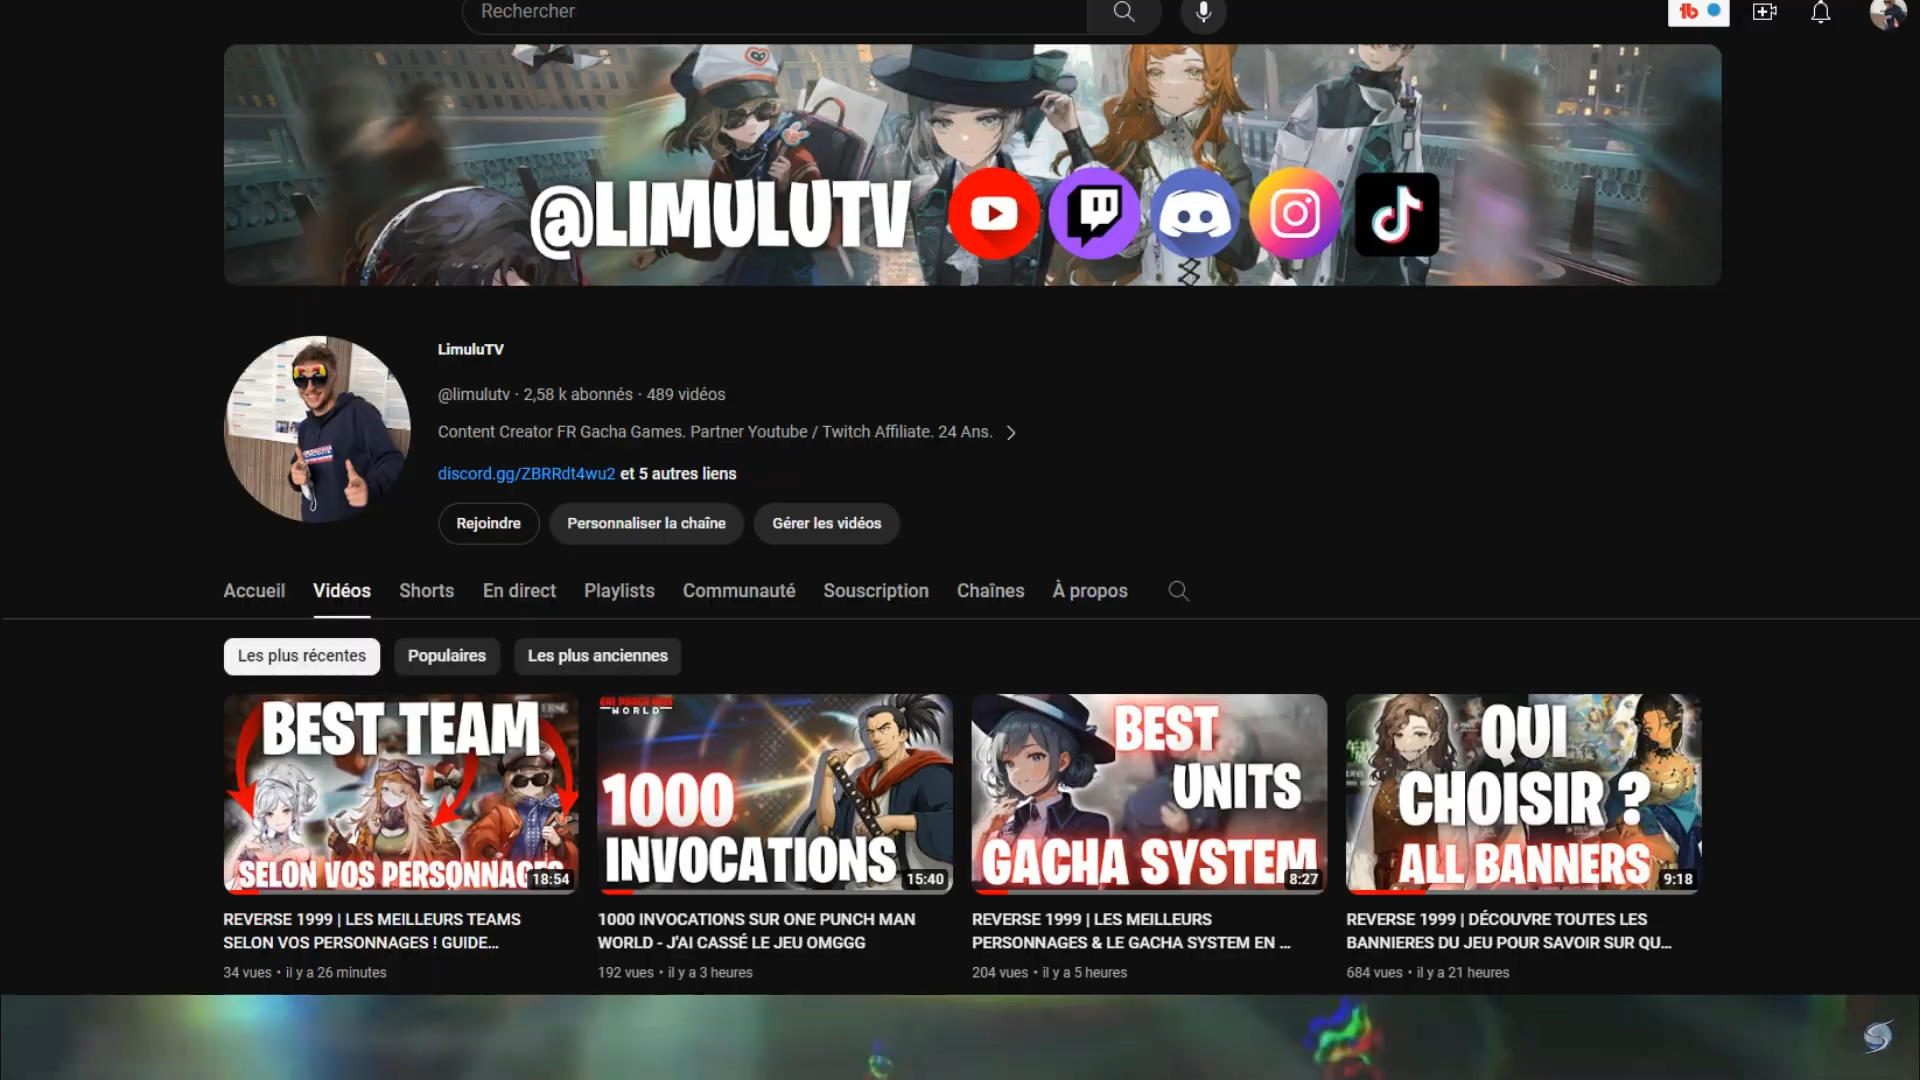 Rechercher
@LIMULUTV
LimuluTV
@limulutv · 2,58 k abonnés · 489 vidéos
Content Creator FR Gacha Games. Partner Youtube / Twitch Affiliate. 24 Ans.
discord.gg/ZBRRdt4wu2 et 5 autres liens
Rejoindre
Personnaliser la chaîne
Gérer les vidéos
Accueil
Vidéos
Shorts
En direct
Playlists
Communauté
Souscription
Chaînes
À propos
Les plus récentes
Populaires
Les plus anciennes
BEST TEAM
SELON VOS PERSONNAGES
18:54
ONE PUNCH MAN
WORLD
1000
INVOCATIONS
15:40
BEST
UNITS
GACHA SYSTEM
8:27
QUI
CHOISIR ?
ALL BANNERS
9:18
REVERSE 1999 | LES MEILLEURS TEAMS
SELON VOS PERSONNAGES ! GUIDE...
34 vues • il y a 26 minutes
1000 INVOCATIONS SUR ONE PUNCH MAN
WORLD - J'AI CASSÉ LE JEU OMGGG
192 vues • il y a 3 heures
REVERSE 1999 | LES MEILLEURS
PERSONNAGES & LE GACHA SYSTEM EN ...
204 vues • il y a 5 heures
REVERSE 1999 | DÉCOUVRE TOUTES LES
BANNIERES DU JEU POUR SAVOIR SUR QU...
684 vues • il y a 21 heures